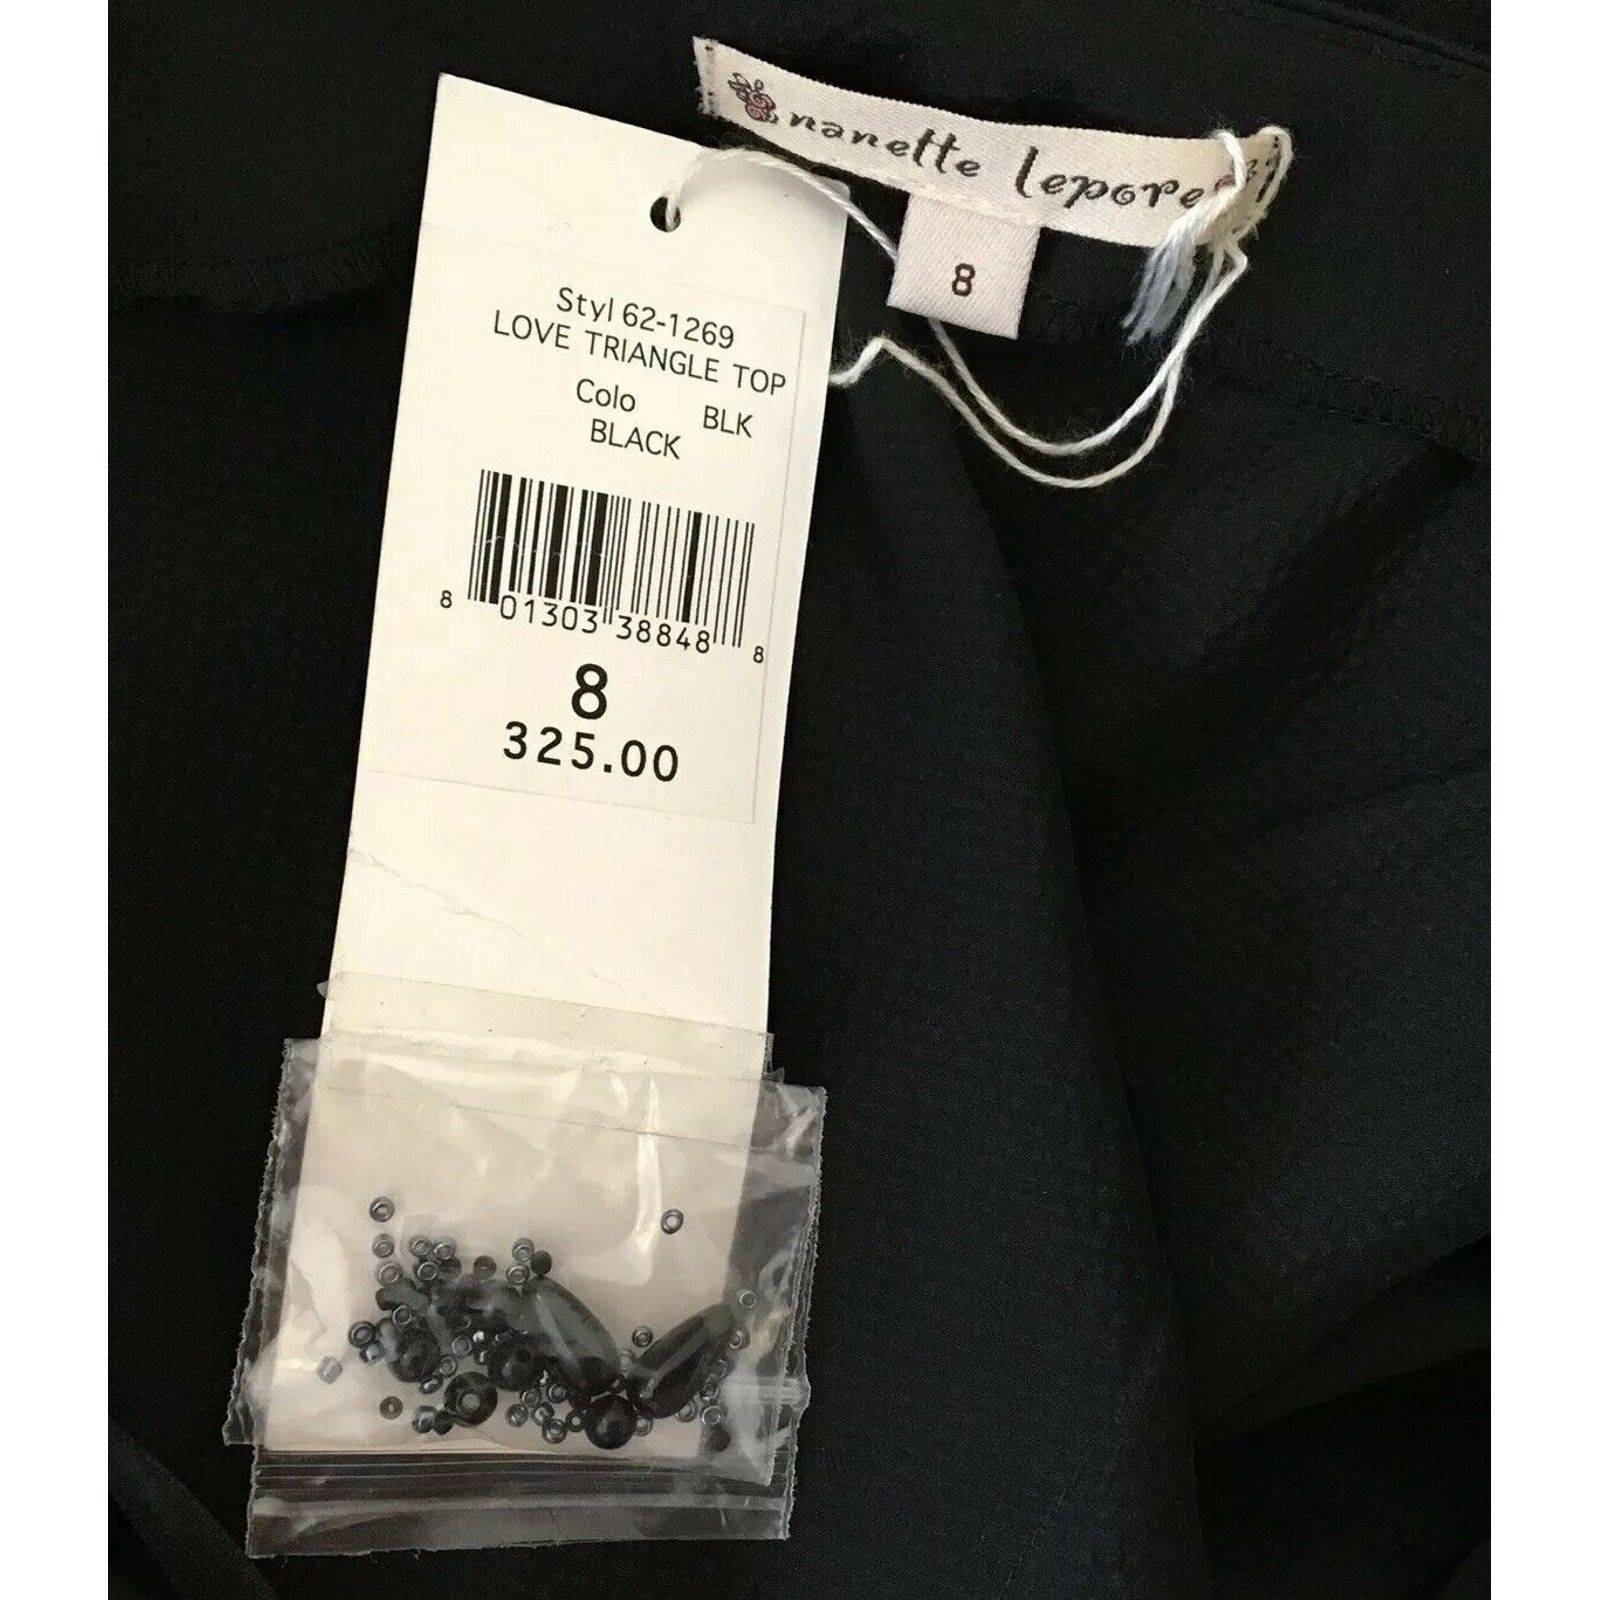 nanette lepore
8
Styl 62-1269
LOVE TRIANGLE TOP
Colo BLK
BLACK
8 01303 38848 8
8
325.00